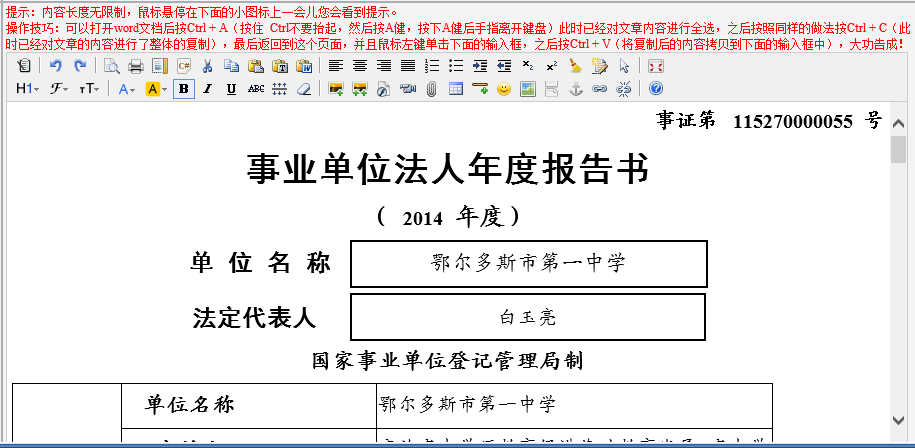 提示：内容长度无限制，鼠标悬停在下面的小图标上一会儿您会看到提示。
操作技巧：可以打开word文档后按Ctrl + A（按住 Ctrl不要抬起，然后按A健，按下A健后手指离开键盘）此时已经对文章内容进行全选，之后按照同样的做法按Ctrl + C（此
时已经对文章的内容进行了整体的复制），最后返回到这个页面，并且鼠标左键单击下面的输入框，之后按Ctrl + V（将复制后的内容拷贝到下面的输入框中），大功告成！
H1 F тT A A B I U ABC
事证第 115270000055 号
事业单位法人年度报告书
（ 2014 年度）
单 位 名 称 鄂尔多斯市第一中学
法定代表人 白玉亮
国家事业单位登记管理局制
单位名称 鄂尔多斯市第一中学